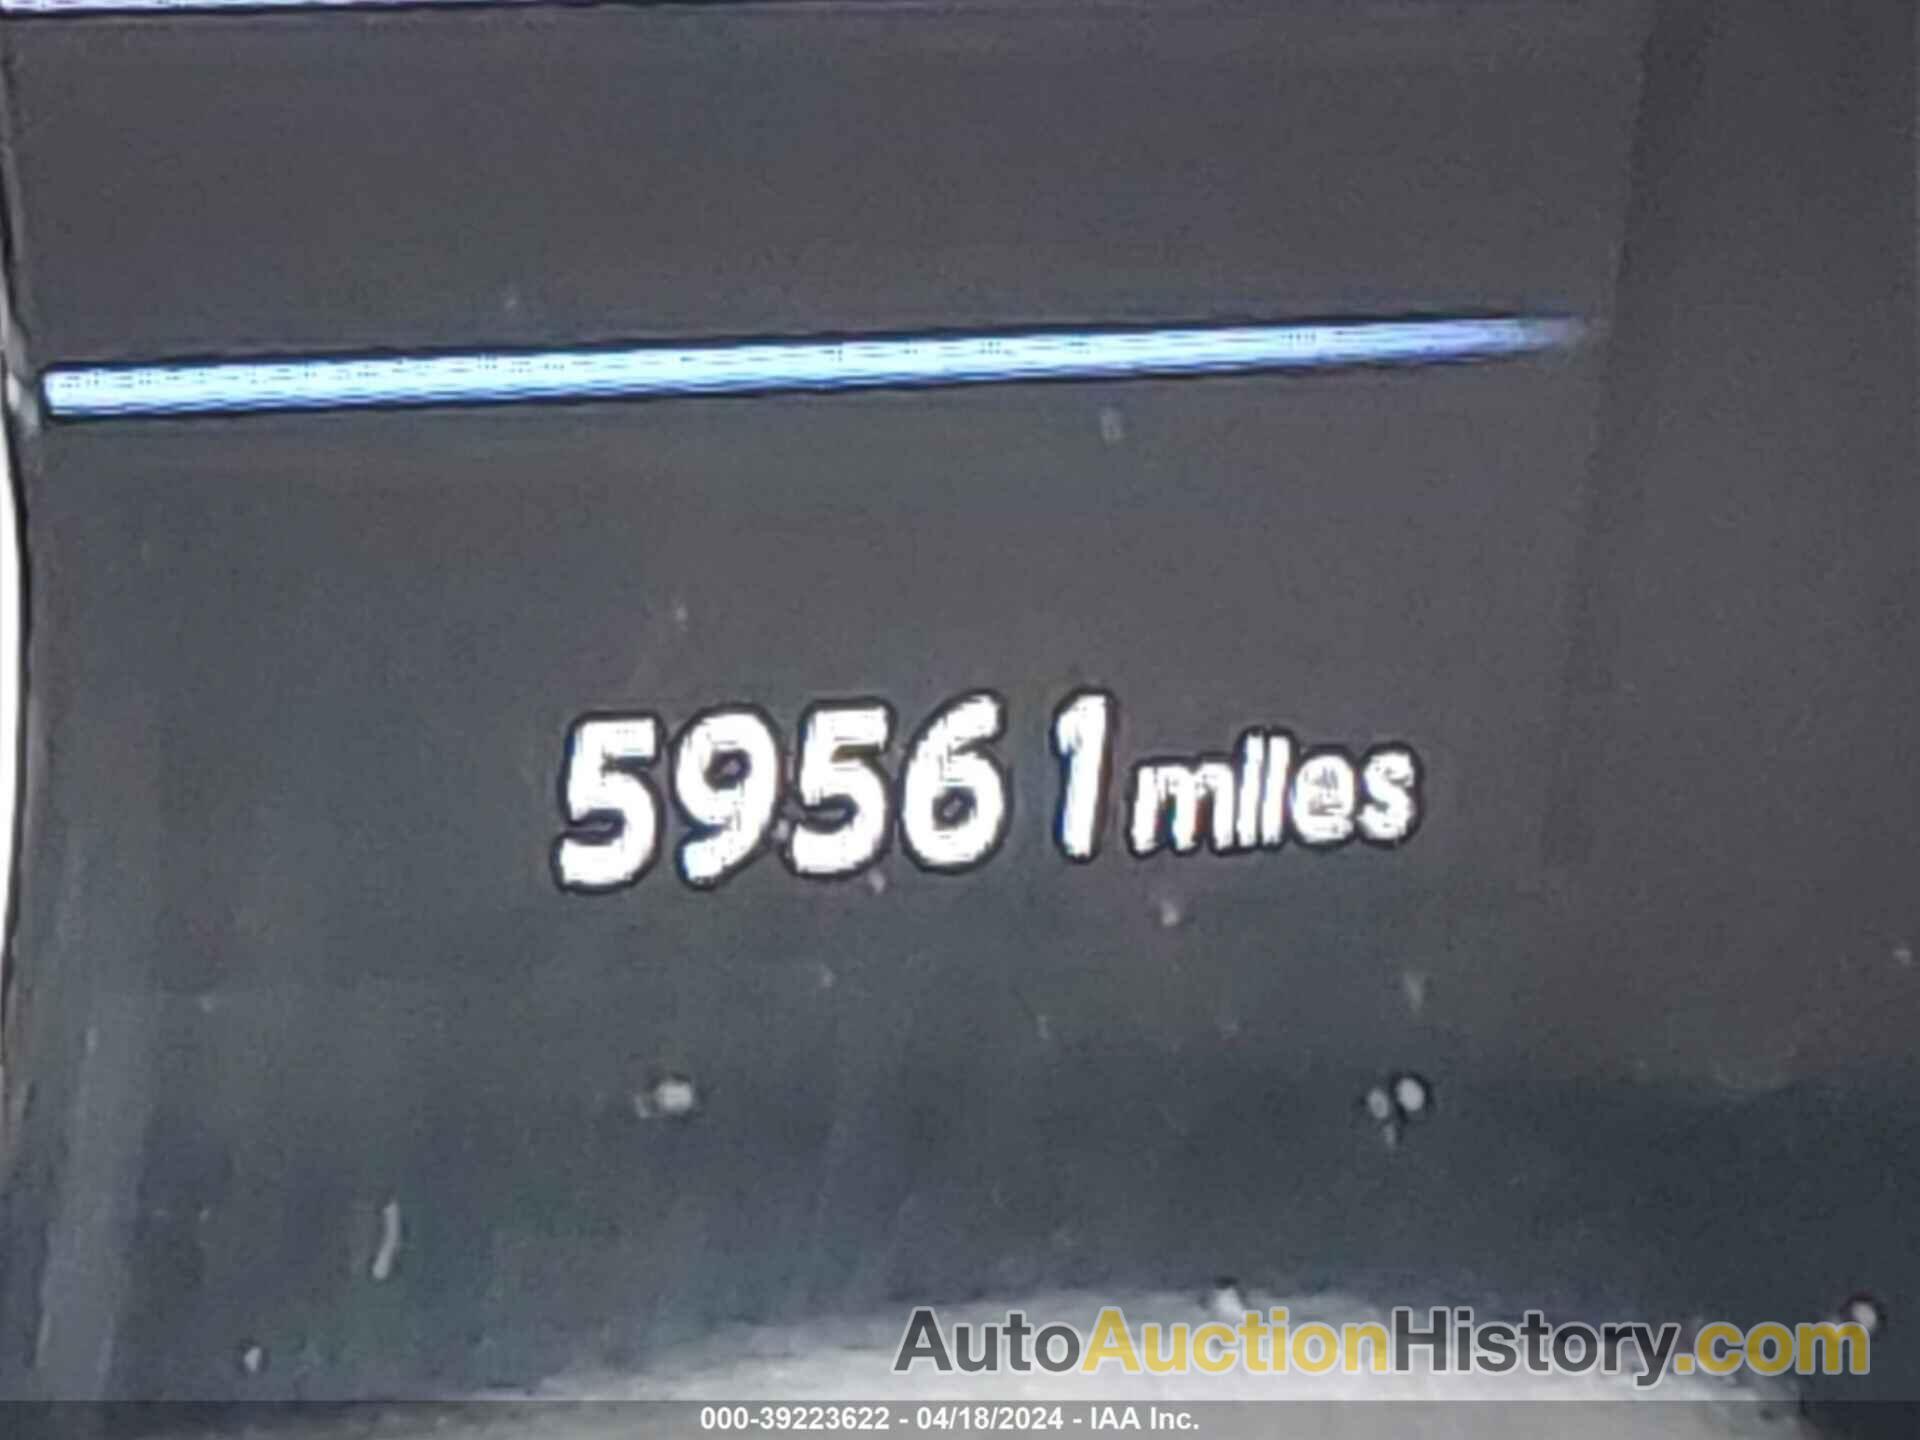 59561 miles
AutoAuctionHistory.com
000-39223622 - 04/18/2024 - IAA Inc.